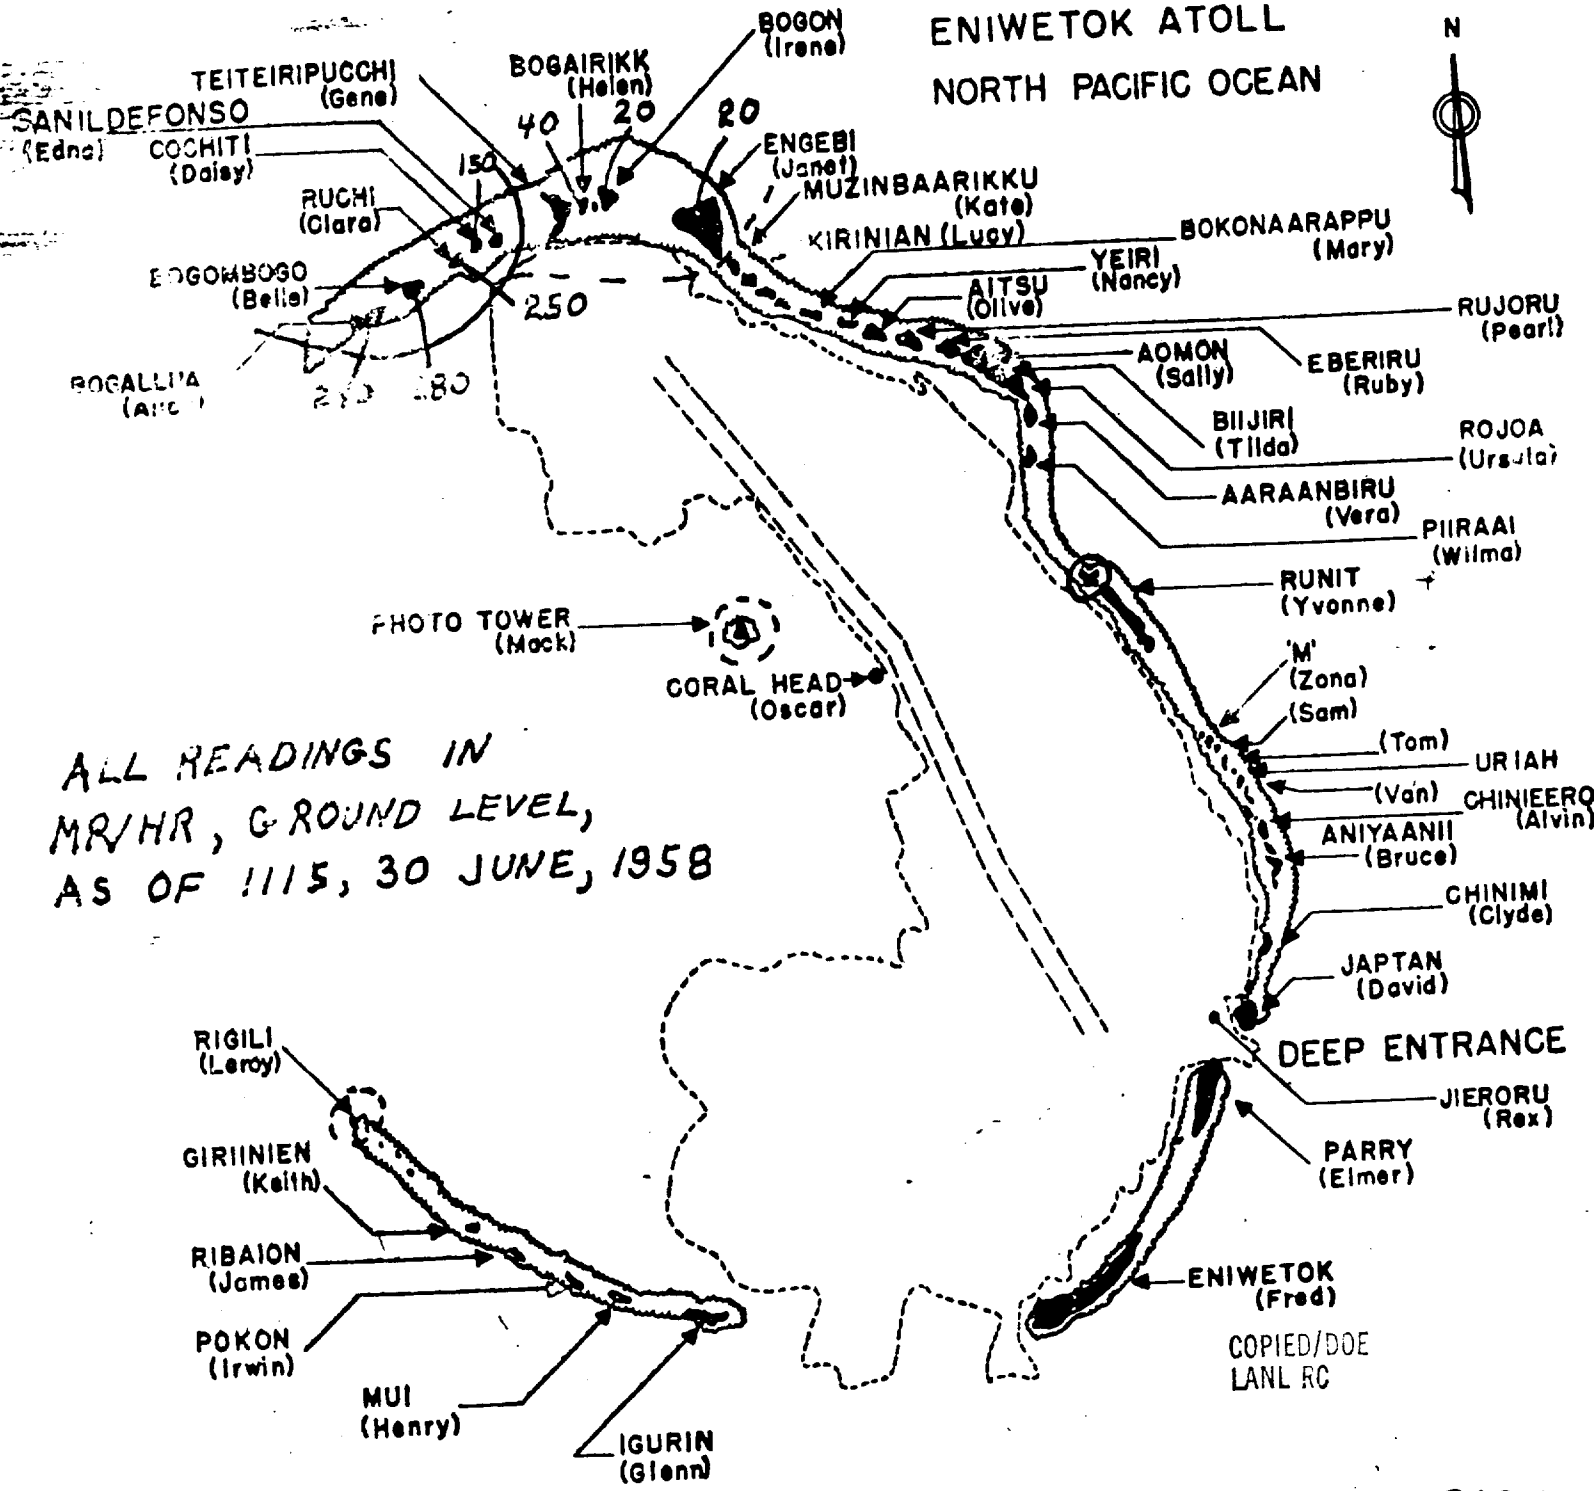 ENIWETOK ATOLL
NORTH PACIFIC OCEAN
N
BOGON
(Irene)
BOGAIRIKK
(Helen)
TEITEIRIPUCCHI
(Gene)
SANILDEFONSO
(Edna)
COCHITI
(Daisy)
RUCHI
(Clara)
BOGOMBOGO
(Belle)
40
20
20
150
250
ENGEBI
(Janet)
MUZINBAARIKKU
(Kate)
KIRINIAN (Lucy)
BOKONAARAPPU
(Mary)
YEIRI
(Nancy)
AITSU
(Olive)
RUJORU
(Pearl)
EBERIRU
(Ruby)
AOMON
(Sally)
BIIJIRI
(Tilda)
ROJOA
(Ursula)
AARAANBIRU
(Vera)
PIIRAAI
(Wilma)
RUNIT
(Yvonne)
PHOTO TOWER
(Mack)
CORAL HEAD
(Oscar)
'M'
(Zona)
(Sam)
(Tom)
URIAH
(Van)
CHINIEERO
(Alvin)
ANIYAANII
(Bruce)
CHINIMI
(Clyde)
JAPTAN
(David)
DEEP ENTRANCE
JIERORU
(Rex)
PARRY
(Elmer)
ENIWETOK
(Fred)
ALL READINGS IN
MR/HR, GROUND LEVEL,
AS OF 1115, 30 JUNE, 1958
RIGILI
(Leroy)
GIRIINIEN
(Keith)
RIBAION
(James)
POKON
(Irwin)
MUI
(Henry)
IGURIN
(Glenn)
COPIED/DOE
LANL RC